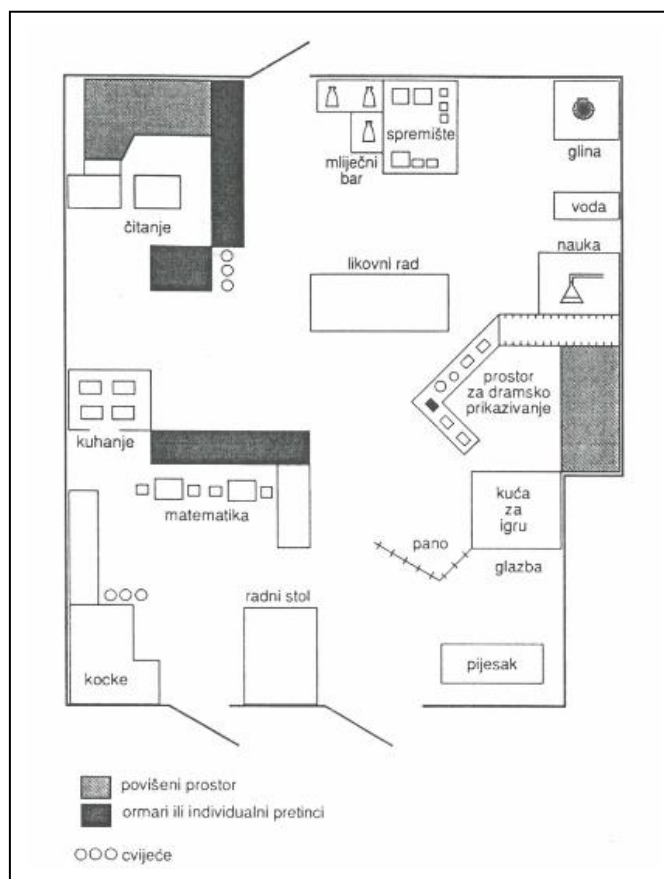 mliječni
bar
spremište
glina
voda
nauka
čitanje
likovni rad
prostor
za dramsko
prikazivanje
kuhanje
matematika
kuća
za
igru
pano
glazba
radni stol
kocke
pijesak
povišeni prostor
ormari ili individualni pretinci
cvijeće